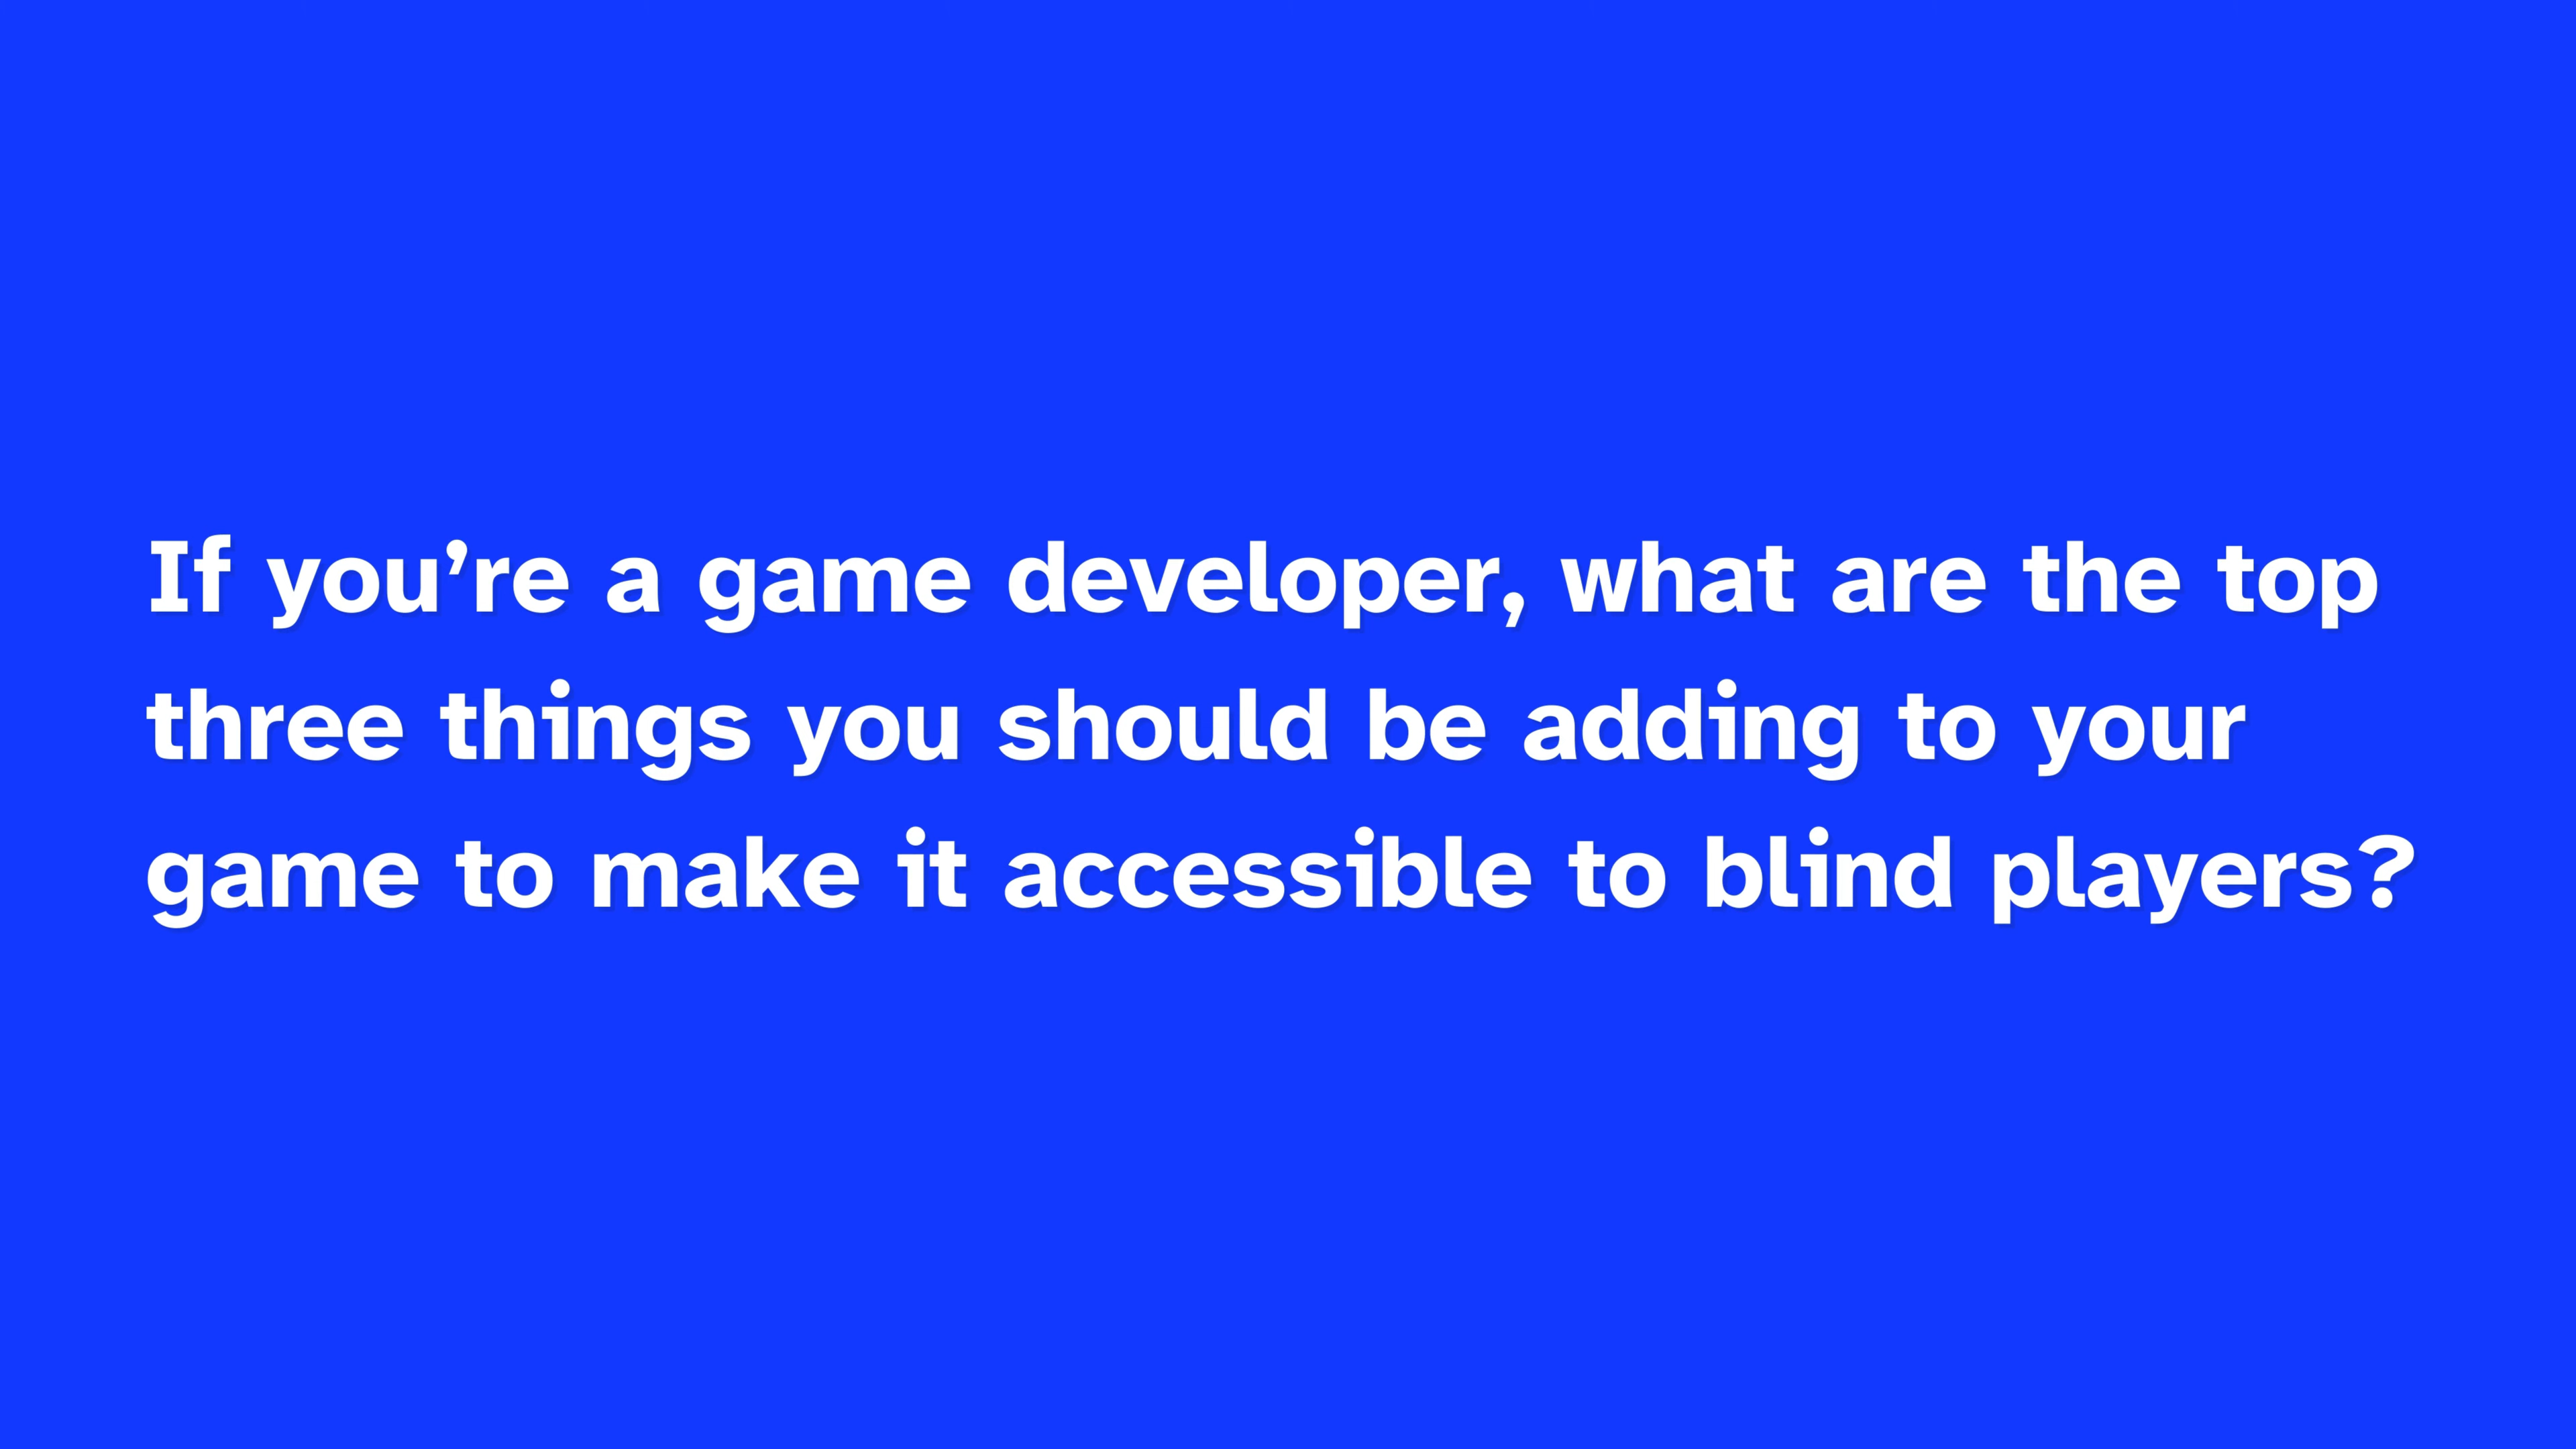 If you’re a game developer, what are the top
three things you should be adding to your
game to make it accessible to blind players?